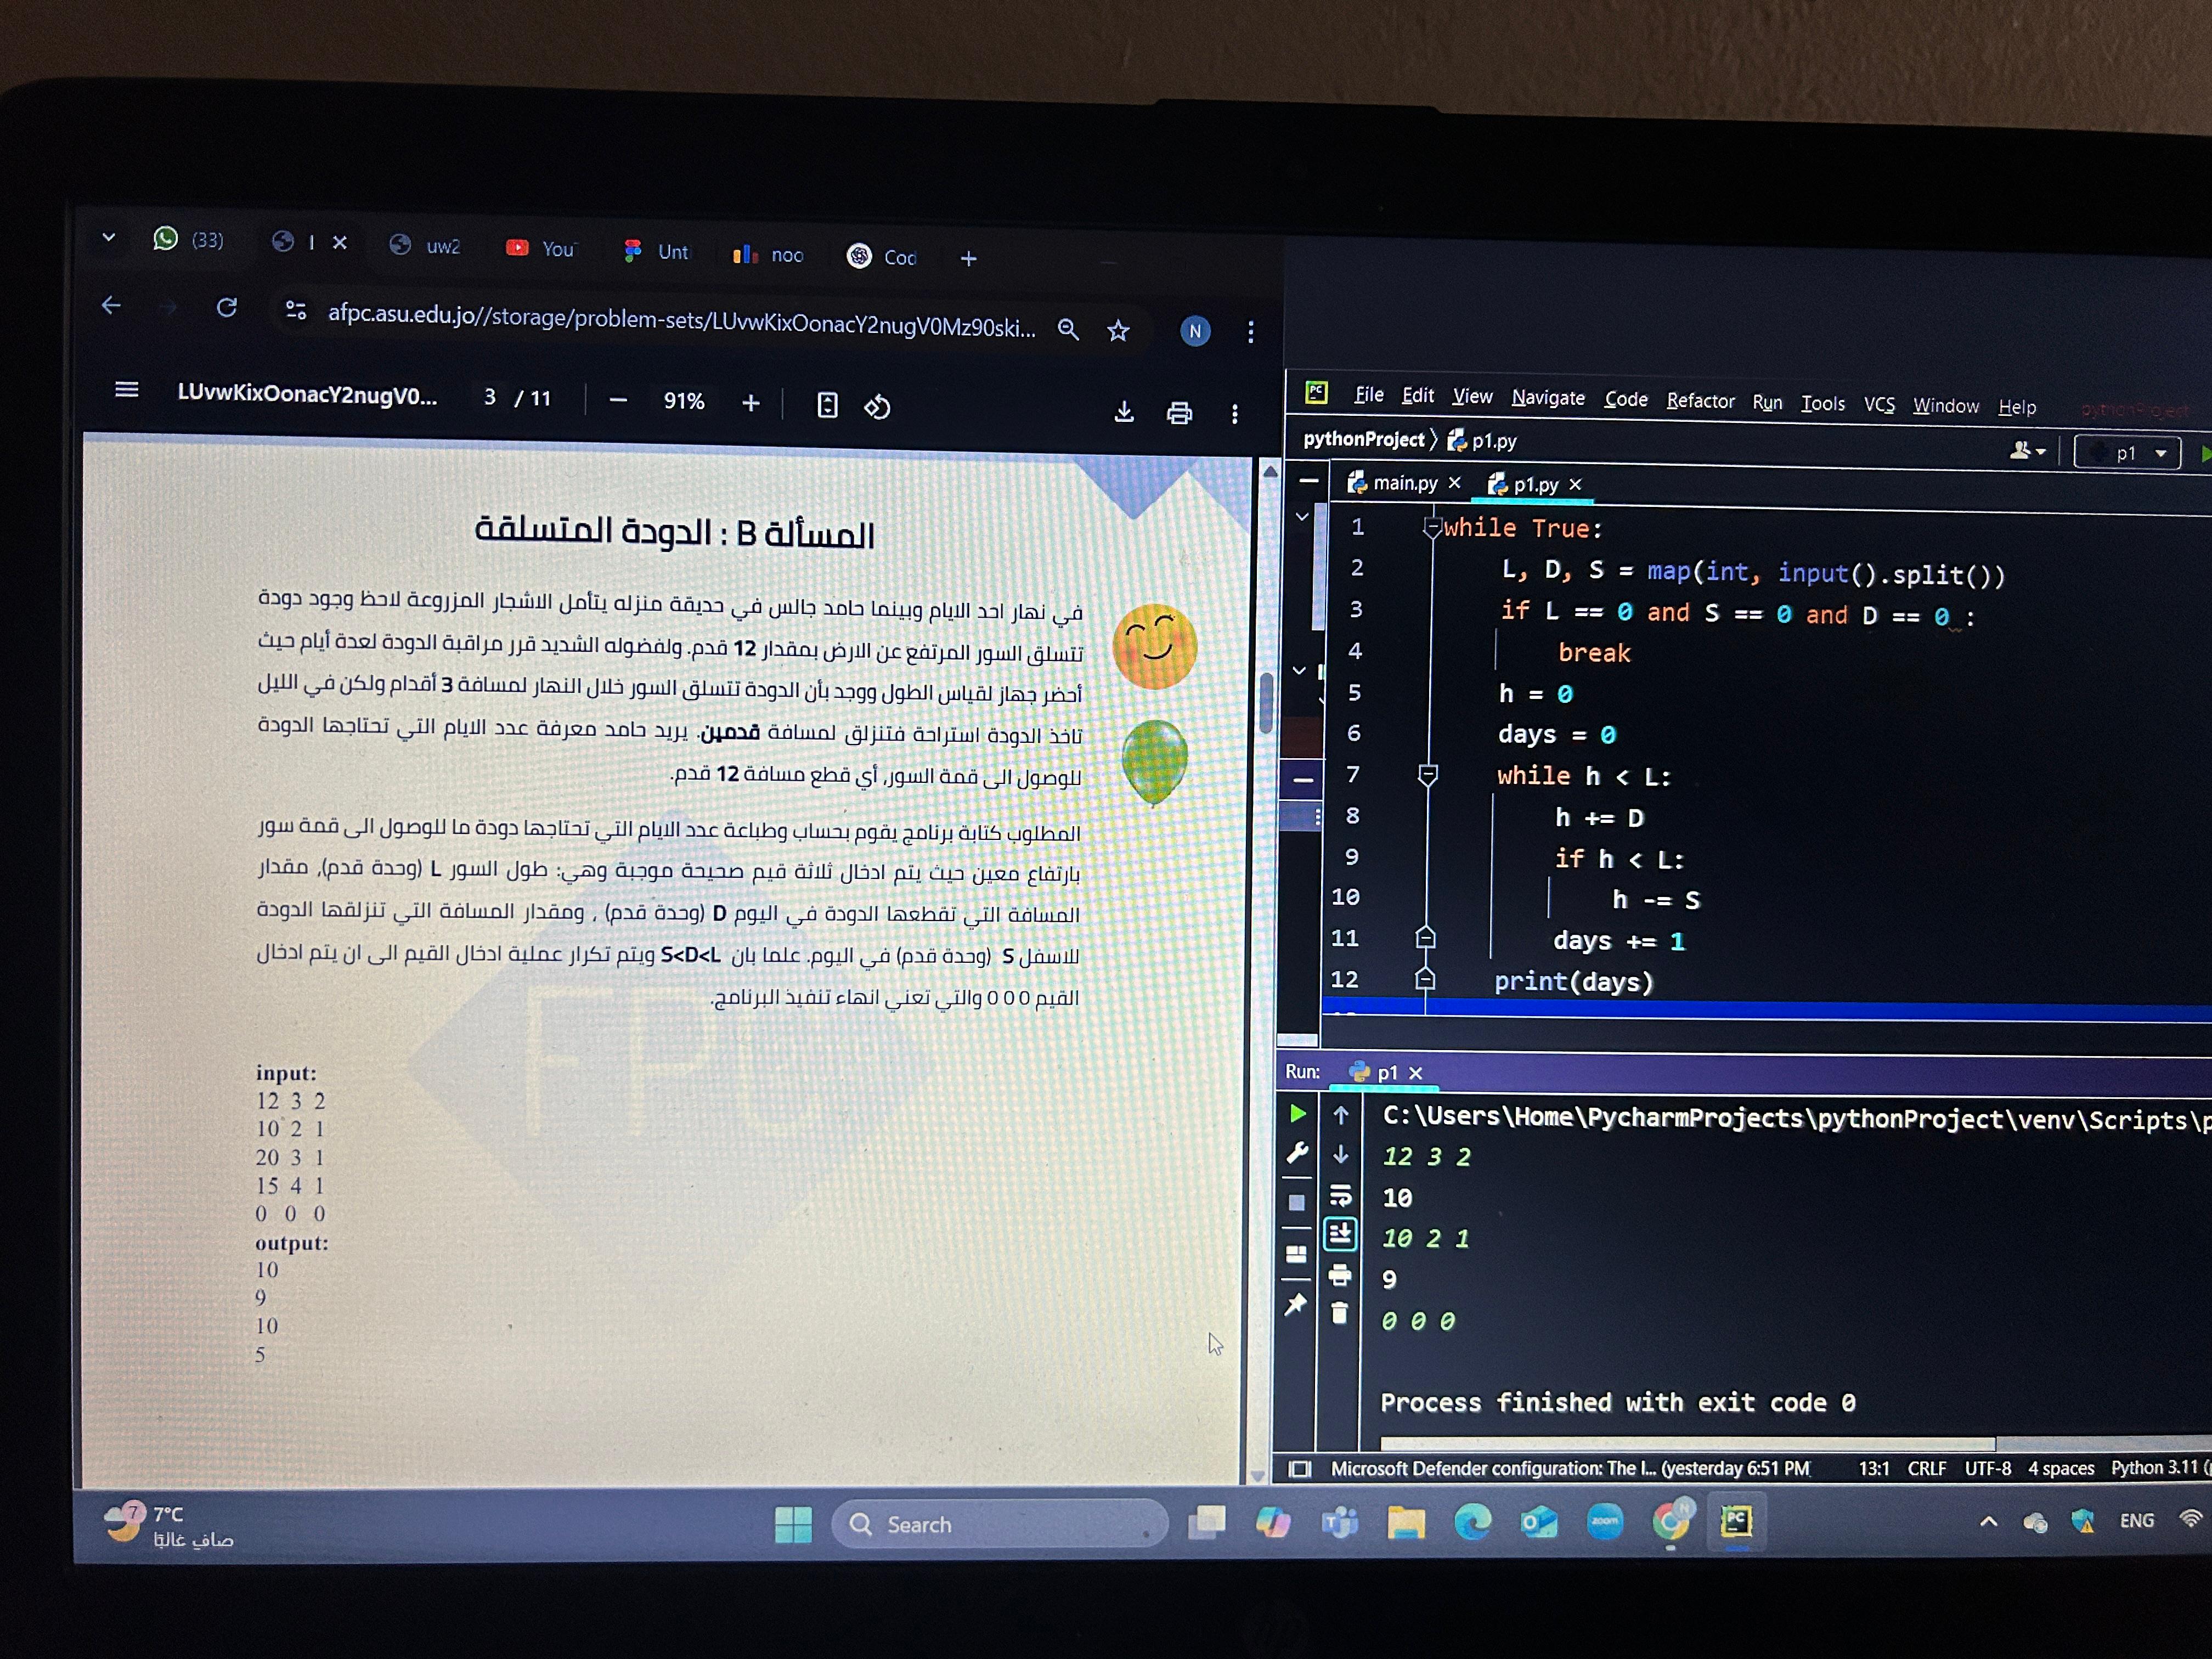 (33)
uw2
You
Unt
noc
Cod
afpc.asu.edu.jo//storage/problem-sets/LUvwKixOonacY2nugV0Mz90ski...
N
LUvwKixOonacY2nugV0...
3 / 11
91%
المسألة B : الدودة المتسلقة
في نهار احد الايام وبينما حامد جالس في حديقة منزله يتأمل الاشجار المزروعة لاحظ وجود دودة
تتسلق السور المرتفع عن الارض بمقدار 12 قدم. ولفضوله الشديد قرر مراقبة الدودة لعدة أيام حيث
أحضر جهاز لقياس الطول ووجد بأن الدودة تتسلق السور خلال النهار لمسافة 3 أقدام ولكن في الليل
تاخذ الدودة استراحة فتنزلق لمسافة قدمين. يريد حامد معرفة عدد الايام التي تحتاجها الدودة
للوصول الى قمة السور, أي قطع مسافة 12 قدم.
المطلوب كتابة برنامج يقوم بحساب وطباعة عدد الايام التي تحتاجها دودة ما للوصول الى قمة سور
بارتفاع معين حيث يتم ادخال ثلاثة قيم صحيحة موجبة وهي: طول السور L (وحدة قدم), مقدار
المسافة التي تقطعها الدودة في اليوم D (وحدة قدم) , ومقدار المسافة التي تنزلقها الدودة
للاسفل S (وحدة قدم) في اليوم. علما بان S<D<L ويتم تكرار عملية ادخال القيم الى ان يتم ادخال
القيم 0 0 0 والتي تعني انهاء تنفيذ البرنامج.
FPC
input:
12 3 2
10 2 1
20 3 1
15 4 1
0 0 0
output:
10
9
10
5
PC
File Edit View Navigate Code Refactor Run Tools VCS Window Help pythonProject
pythonProject p1.py
p1
main.py p1.py
1 while True:
2 L, D, S = map(int, input().split())
3 if L == 0 and S == 0 and D == 0 :
4 break
5 h = 0
6 days = 0
7 while h < L:
8 h += D
9 if h < L:
10 h -= S
11 days += 1
12 print(days)
Run: p1
C:\Users\Home\PycharmProjects\pythonProject\venv\Scripts\p
12 3 2
10
10 2 1
9
0 0 0
Process finished with exit code 0
Microsoft Defender configuration: The I... (yesterday 6:51 PM 13:1 CRLF UTF-8 4 spaces Python 3.11
7
7°C
صافٍ غالبًا
Search
zoom
PC
ENG